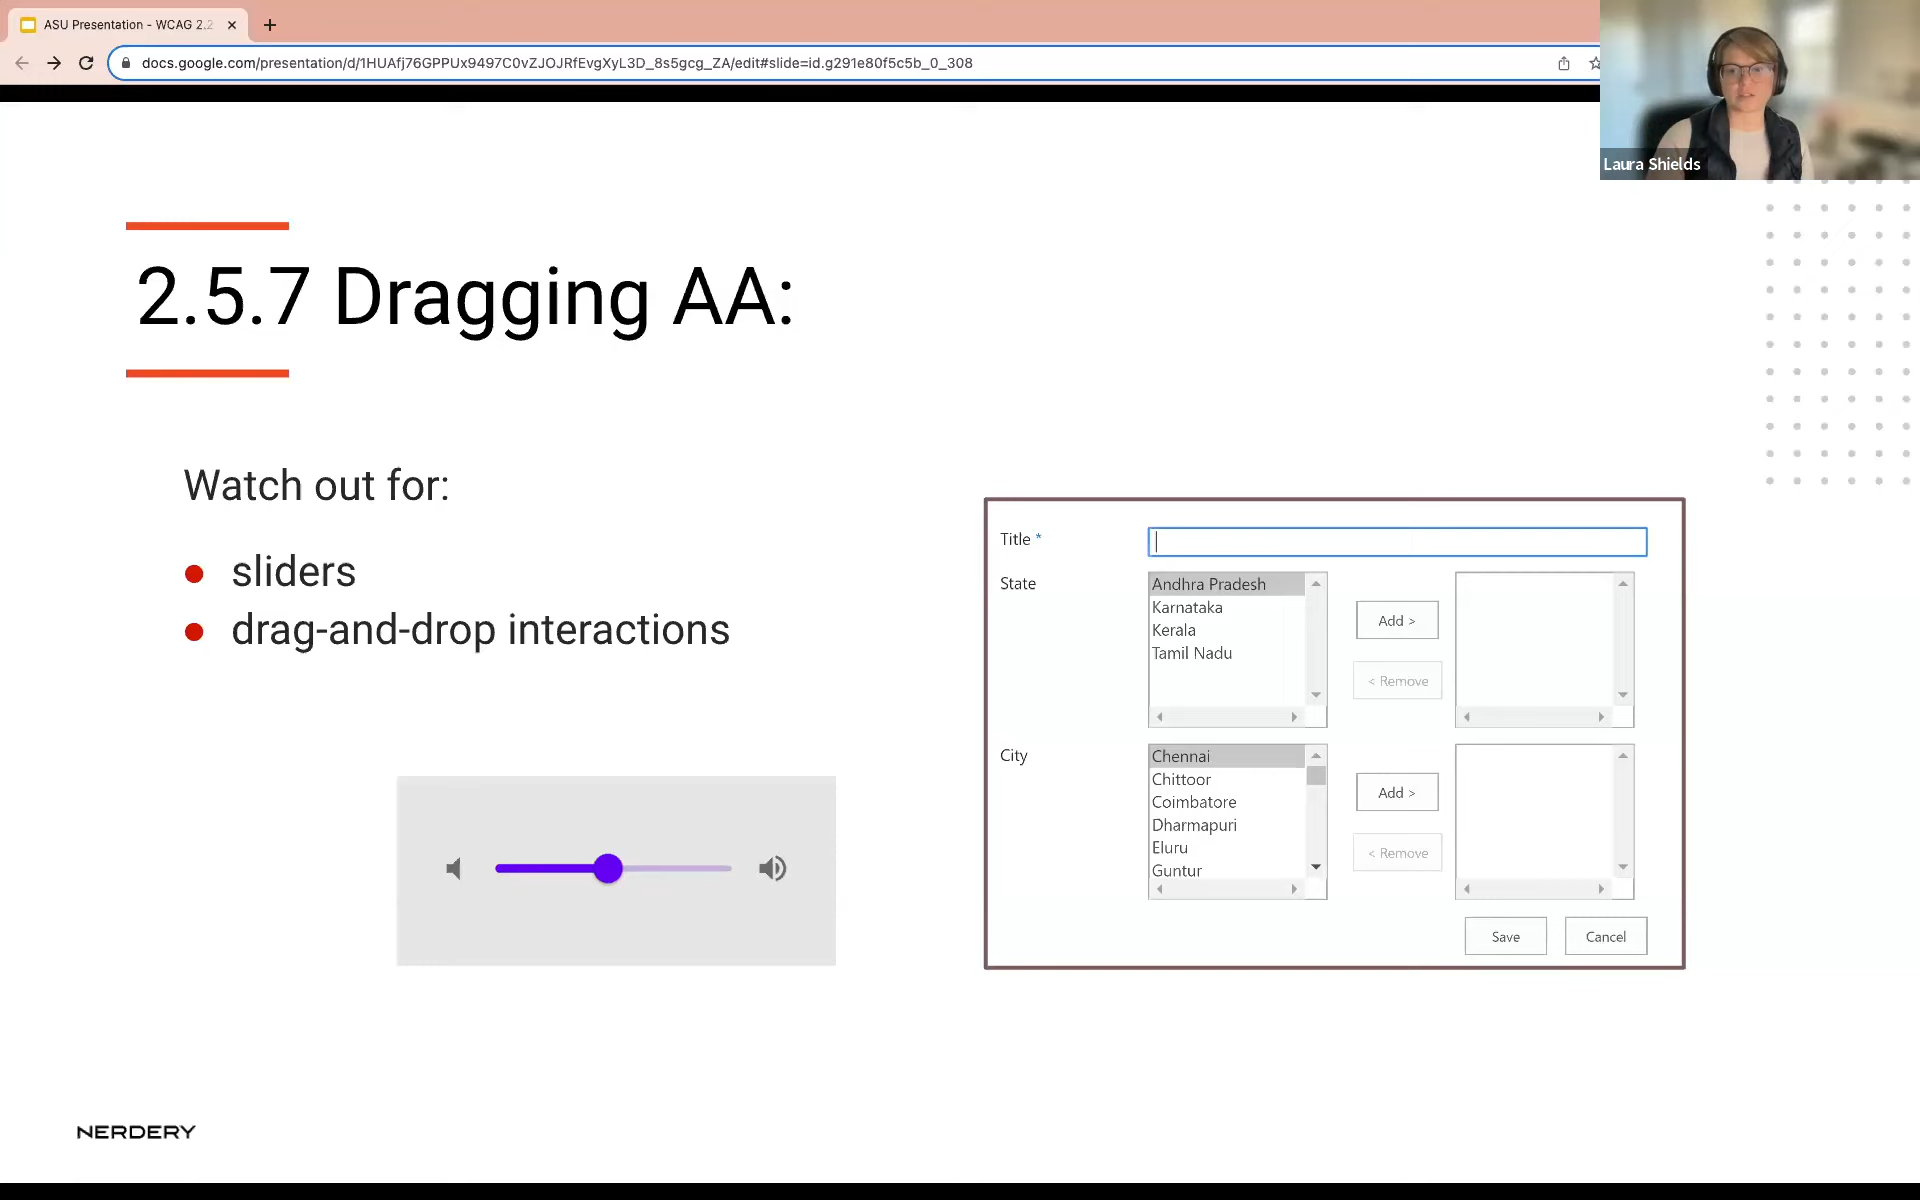 ASU Presentation - WCAG 2.2
docs.google.com/presentation/d/1HUAfj76GPPUx9497C0vZJOJRfEvgXyL3D_8s5gcg_ZA/edit#slide=id.g291e80f5c5b_0_308
Laura Shields
2.5.7 Dragging AA:
Watch out for:
sliders
drag-and-drop interactions
Title *
State
Andhra Pradesh
Karnataka
Kerala
Tamil Nadu
Add >
< Remove
City
Chennai
Chittoor
Coimbatore
Dharmapuri
Eluru
Guntur
Add >
< Remove
Save
Cancel
NERDERY